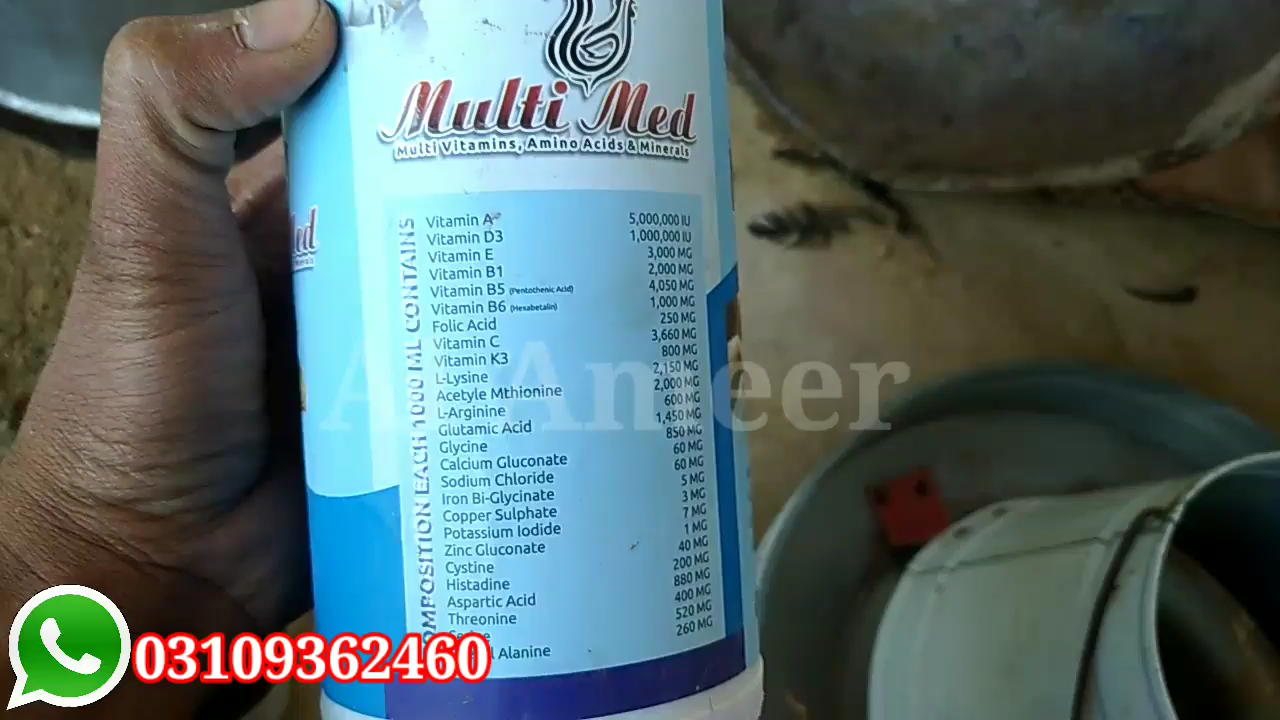 Multi Med
Multi Vitamins, Amino Acids & Minerals
COMPOSITION EACH 1000 ML CONTAINS
Vitamin A 5,000,000 IU
Vitamin D3 1,000,000 IU
Vitamin E 3,000 MG
Vitamin B1 2,000 MG
Vitamin B5 (Pentothenic Acid) 4,050 MG
Vitamin B6 (Hexabetalin) 1,000 MG
Folic Acid 250 MG
Vitamin C 3,660 MG
Vitamin K3 800 MG
L-Lysine 2,150 MG
Acetyle Mthionine 2,000 MG
L-Arginine 600 MG
Glutamic Acid 1,450 MG
Glycine 850 MG
Calcium Gluconate 60 MG
Sodium Chloride 60 MG
Iron Bi-Glycinate 5 MG
Copper Sulphate 3 MG
Potassium Iodide 7 MG
Zinc Gluconate 1 MG
Cystine 40 MG
Histadine 200 MG
Aspartic Acid 880 MG
Threonine 400 MG
520 MG
Alanine 260 MG
03109362460